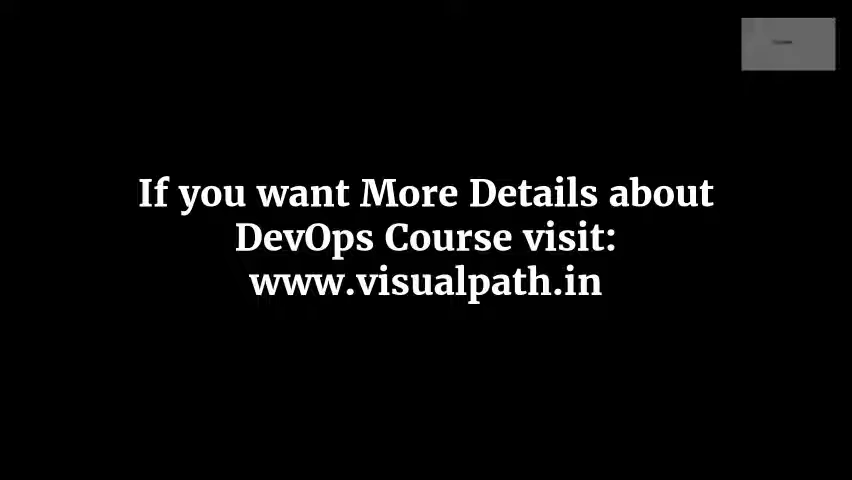 If you want More Details about
DevOps Course visit:
www.visualpath.in